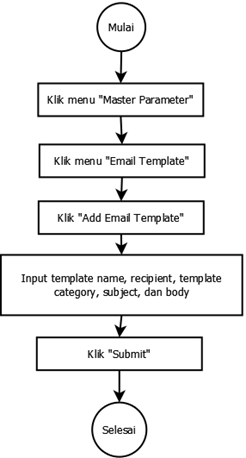 Mulai
Klik menu "Master Parameter"
Klik menu "Email Template"
Klik "Add Email Template"
Input template name, recipient, template
category, subject, dan body
Klik "Submit"
Selesai